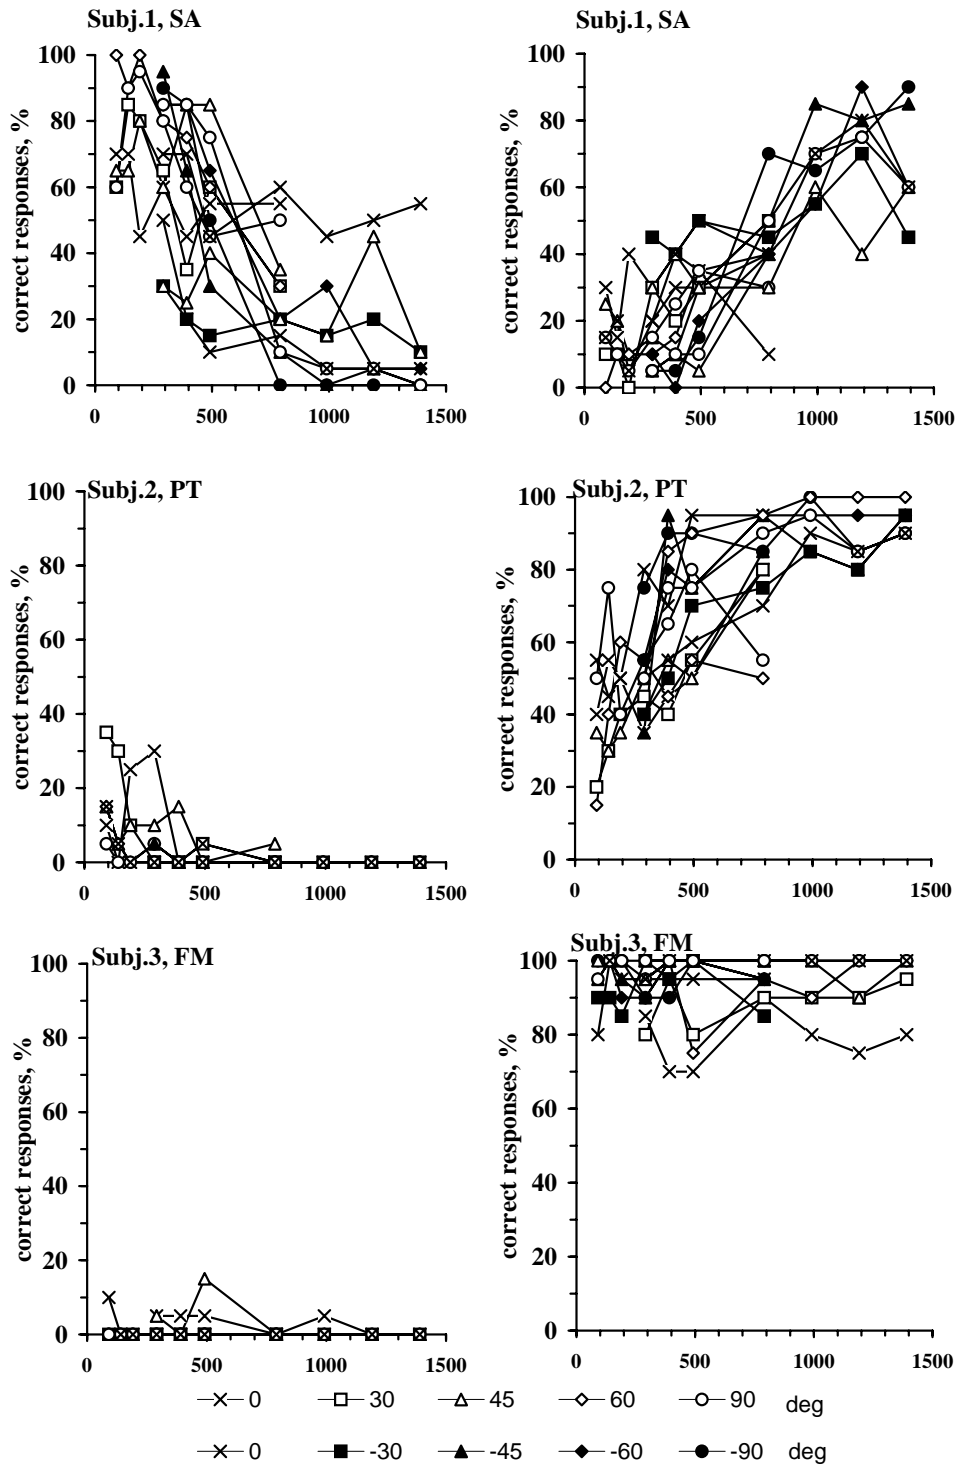 Subj.1, SA
correct responses, %
100
80
60
40
20
0
0 500 1000 1500
Subj.1, SA
correct responses, %
100
80
60
40
20
0
0 500 1000 1500
Subj.2, PT
correct responses, %
100
80
60
40
20
0
0 500 1000 1500
Subj.2, PT
correct responses, %
100
80
60
40
20
0
0 500 1000 1500
Subj.3, FM
correct responses, %
100
80
60
40
20
0
0 500 1000 1500
Subj.3, FM
correct responses, %
100
80
60
40
20
0
0 500 1000 1500
0 30 45 60 90 deg
0 -30 -45 -60 -90 deg